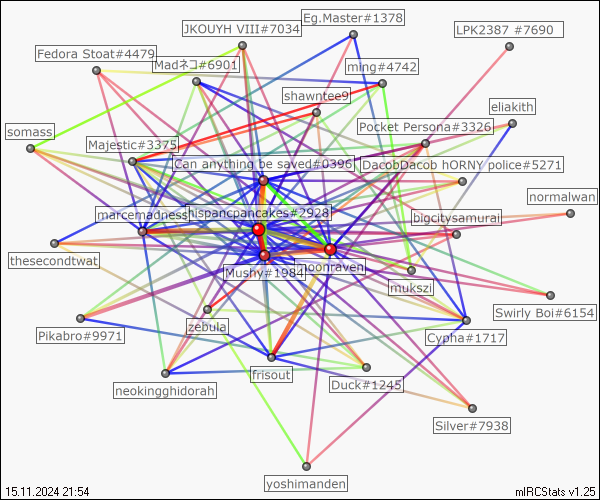 Eg.Master#1378
JKOUYH VIII#7034
LPK2387 #7690
Fedora Stoat#4479
Madネコ#6901
ming#4742
shawntee9
eliakith
somass
Pocket Persona#3326
Majestic#3375
Can anything be saved#0396
DacobDacob hORNY police#5271
normalwan
marcemadness
hispancpancakes#2928
bigcitysamurai
thesecondtwat
Mushy#1984
oonraven
mukszi
Swirly Boi#6154
Pikabro#9971
zebula
Cypha#1717
neokingghidorah
frisout
Duck#1245
Silver#7938
yoshimanden
15.11.2024 21:54
mIRCStats v1.25